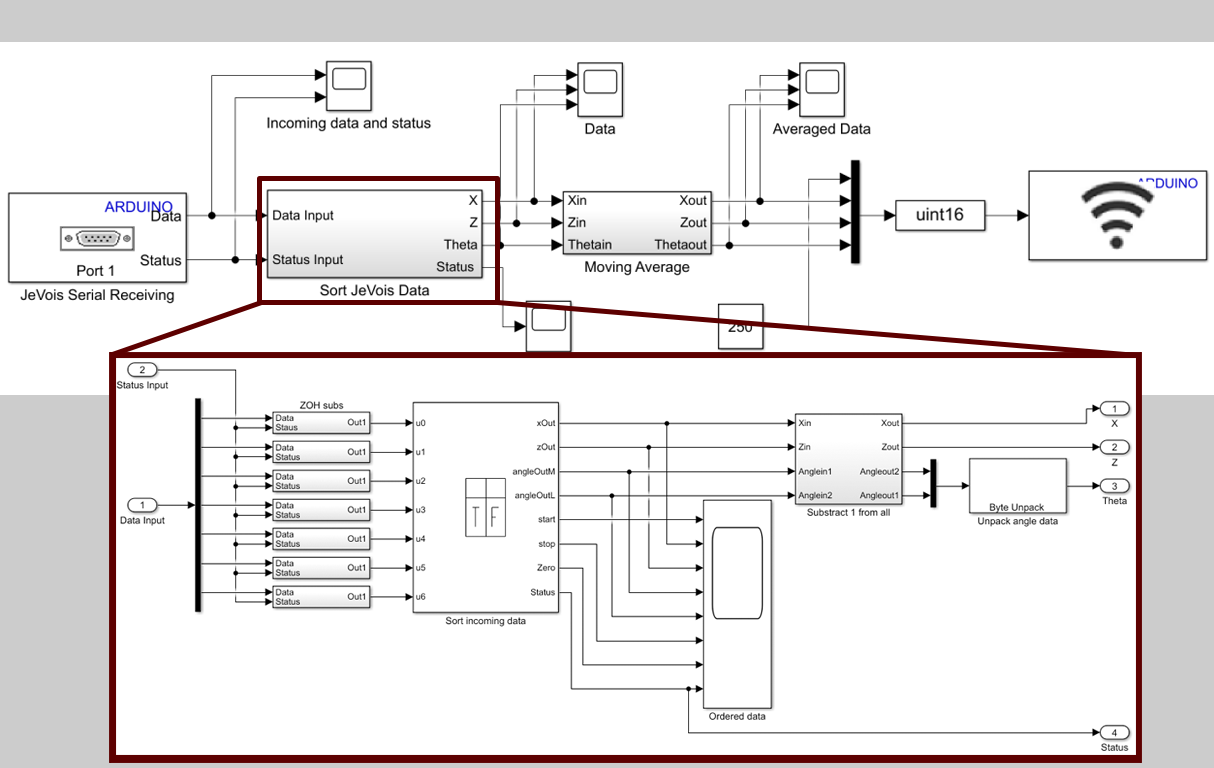 Incoming data and status
Data
Averaged Data
ARDUINO
Data
Status
Port 1
JeVois Serial Receiving
Data Input
Status Input
X
Z
Theta
Status
Sort JeVois Data
Xin
Zin
Thetain
Xout
Zout
Thetaout
Moving Average
uint16
ARDUINO
250
2
Status Input
1
Data Input
ZOH subs
Data
Staus
Out1
Data
Status
Out1
Data
Status
Out1
Data
Status
Out1
Data
Status
Out1
Data
Status
Out1
Data
Status
Out1
u0
u1
u2
u3
u4
u5
u6
T F
xOut
zOut
angleOutM
angleOutL
start
stop
Zero
Status
Sort incoming data
Ordered data
Xin
Zin
Anglein1
Anglein2
Xout
Zout
Angleout2
Angleout1
Substract 1 from all
Byte Unpack
Unpack angle data
1
X
2
Z
3
Theta
4
Status